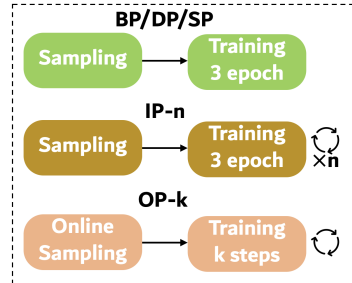 BP/DP/SP
Sampling
Training
3 epoch
IP-n
Sampling
Training
3 epoch
×n
OP-k
Online
Sampling
Training
k steps